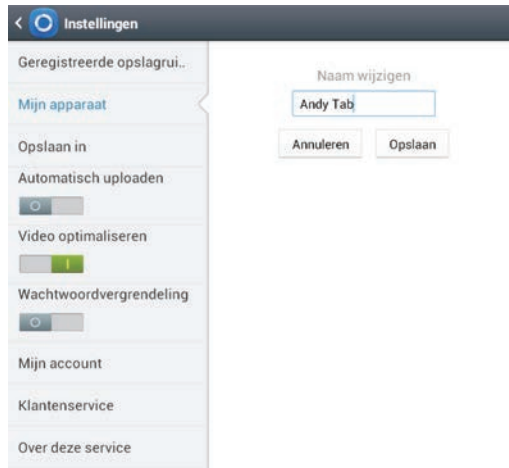 Instellingen
Geregistreerde opslagrui..
Mijn apparaat
Opslaan in
Automatisch uploaden
Video optimaliseren
Wachtwoordvergrendeling
Mijn account
Klantenservice
Over deze service
Naam wijzigen
Andy Tab
Annuleren Opslaan